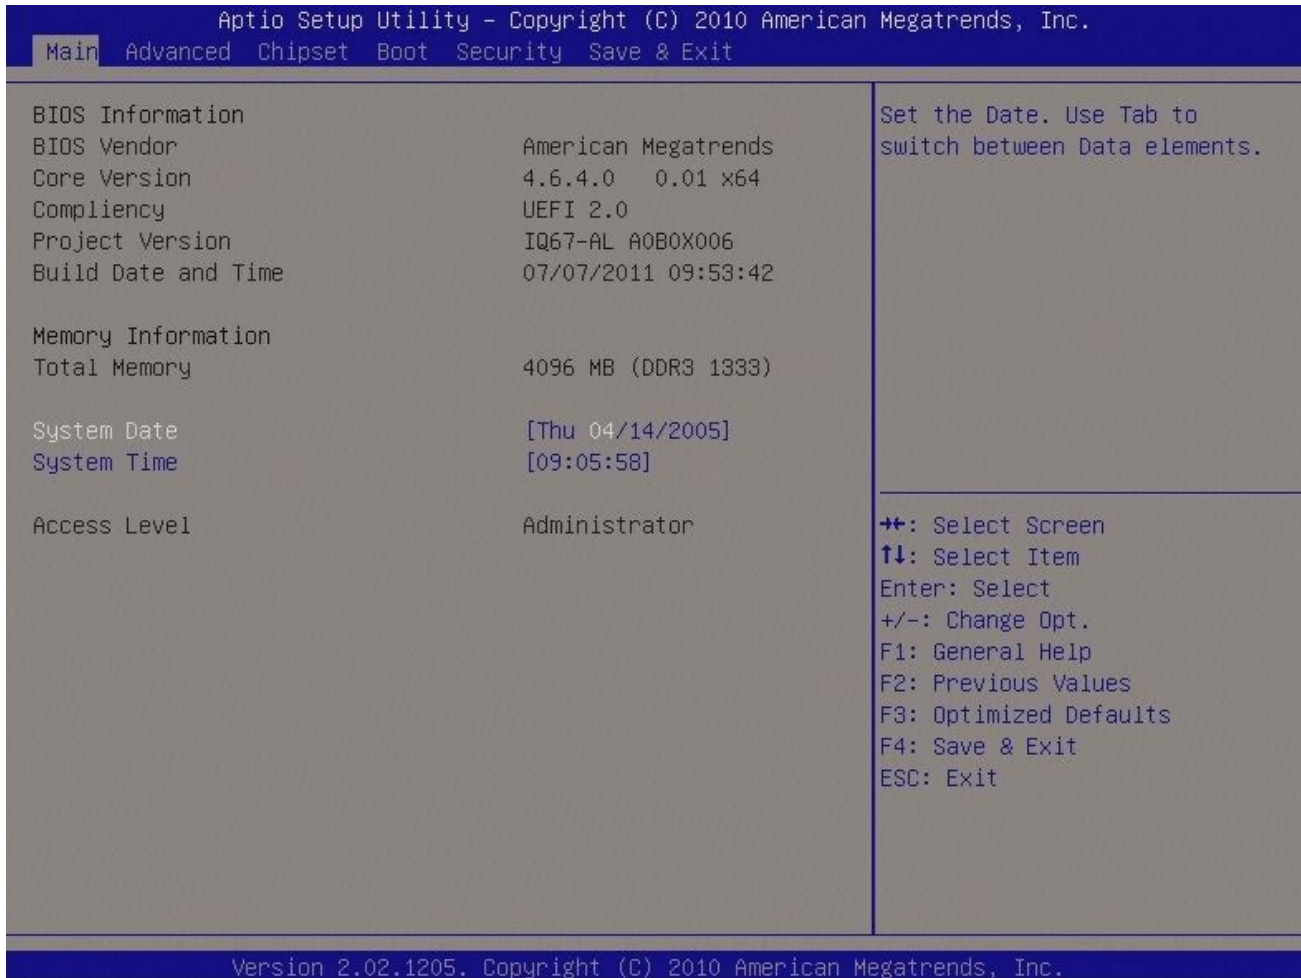 Aptio Setup Utility – Copyright (C) 2010 American Megatrends, Inc.
Main Advanced Chipset Boot Security Save & Exit
BIOS Information
BIOS Vendor American Megatrends
Core Version 4.6.4.0 0.01 x64
Compliency UEFI 2.0
Project Version IQ67-AL A0B0X006
Build Date and Time 07/07/2011 09:53:42
Memory Information
Total Memory 4096 MB (DDR3 1333)
System Date [Thu 04/14/2005]
System Time [09:05:58]
Access Level Administrator
Set the Date. Use Tab to
switch between Data elements.
→←: Select Screen
↑↓: Select Item
Enter: Select
+/-: Change Opt.
F1: General Help
F2: Previous Values
F3: Optimized Defaults
F4: Save & Exit
ESC: Exit
Version 2.02.1205. Copyright (C) 2010 American Megatrends, Inc.